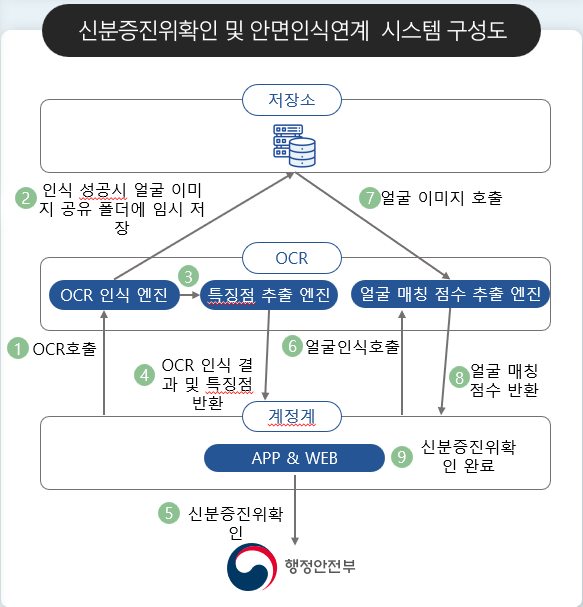 신분증진위확인 및 안면인식연계 시스템 구성도
저장소
2
인식 성공시 얼굴 이미
지 공유 폴더에 임시 저
장
7
얼굴 이미지 호출
OCR
OCR 인식 엔진
3
특징점 추출 엔진
얼굴 매칭 점수 추출 엔진
1
OCR호출
4
OCR 인식 결
과 및 특징점
반환
6
얼굴인식호출
8
얼굴 매칭
점수 반환
계정계
APP & WEB
9
신분증진위확
인 완료
5
신분증진위확
인
행정안전부